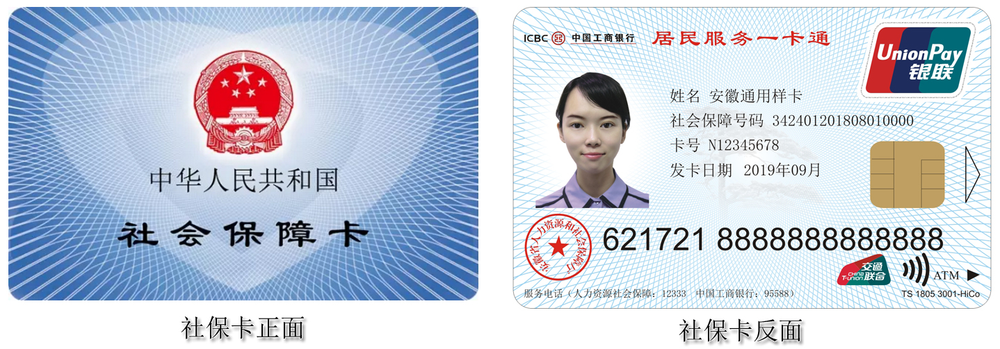 中华人民共和国
社会保障卡
社保卡正面
ICBC 中国工商银行 居民服务一卡通
UnionPay
银联
姓名 安徽通用样卡
社会保障号码 342401201808010000
卡号 N12345678
发卡日期 2019年09月
安徽省人力资源和社会保障厅
621721 8888888888888
交通
CHINA
T-UNION 联合
ATM
服务电话（人力资源社会保障：12333 中国工商银行：95588）
TS 1805 3001-HiCo
社保卡反面